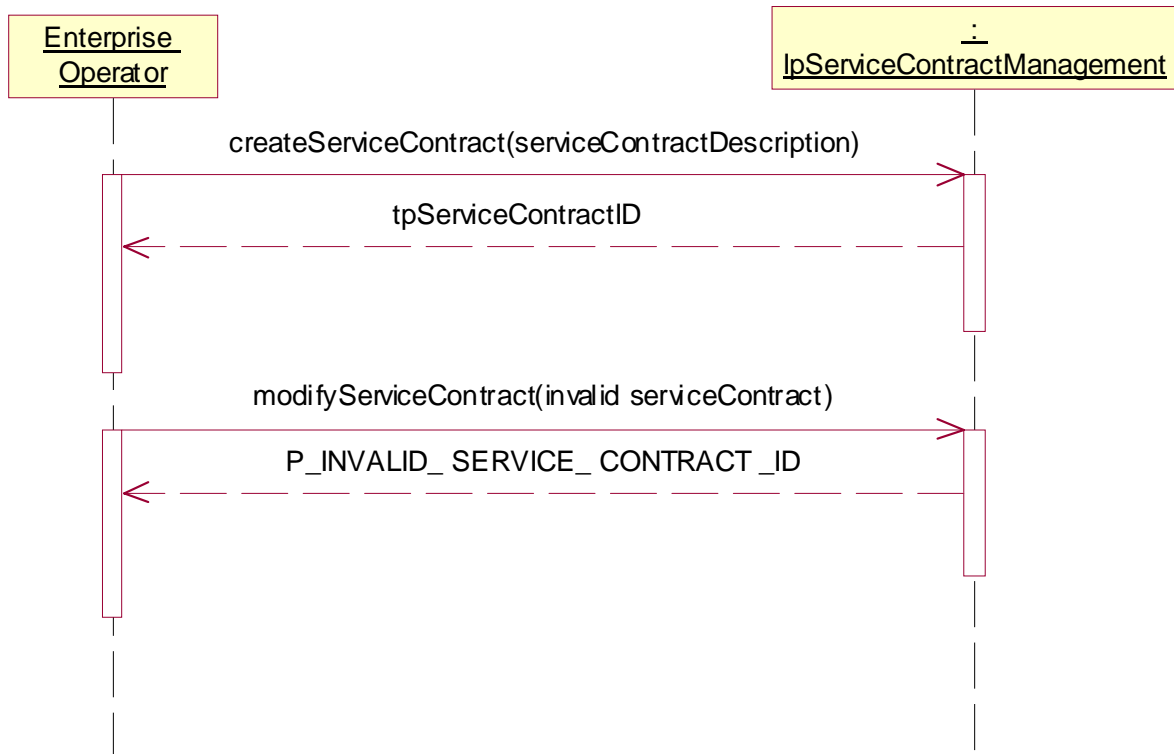 Enterprise
Operator
:
IpServiceContractManagement
createServiceContract(serviceContractDescription)
tpServiceContractID
modifyServiceContract(invalid serviceContract)
P_INVALID_ SERVICE_ CONTRACT _ID